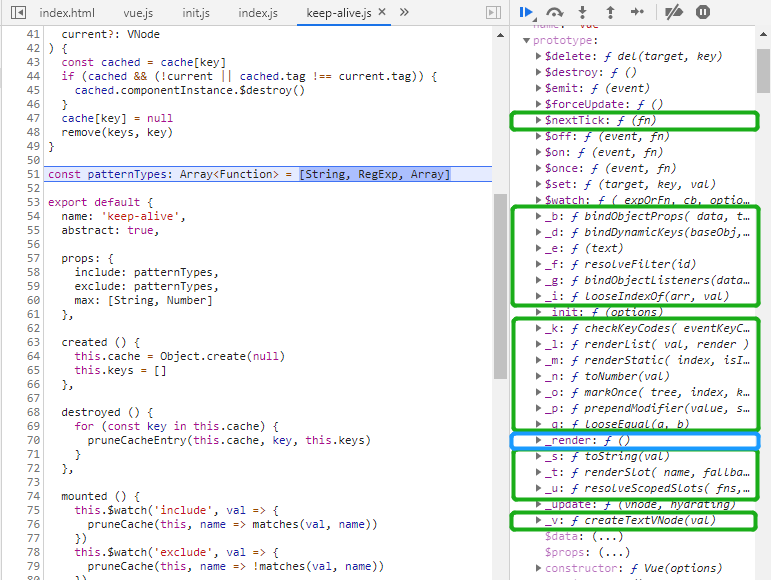 index.html vue.js init.js index.js keep-alive.js × »
41 current?: VNode
42 ) {
43 const cached = cache[key]
44 if (cached && (!current || cached.tag !== current.tag)) {
45 cached.componentInstance.$destroy()
46 }
47 cache[key] = null
48 remove(keys, key)
49 }
50
51 const patternTypes: Array<Function> = [String, RegExp, Array]
52
53 export default {
54 name: 'keep-alive',
55 abstract: true,
56
57 props: {
58 include: patternTypes,
59 exclude: patternTypes,
60 max: [String, Number]
61 },
62
63 created () {
64 this.cache = Object.create(null)
65 this.keys = []
66 },
67
68 destroyed () {
69 for (const key in this.cache) {
70 pruneCacheEntry(this.cache, key, this.keys)
71 }
72 },
73
74 mounted () {
75 this.$watch('include', val => {
76 pruneCache(this, name => matches(val, name))
77 })
78 this.$watch('exclude', val => {
79 pruneCache(this, name => !matches(val, name))
80 })
prototype:
$delete: ƒ del(target, key)
$destroy: ƒ ()
$emit: ƒ (event)
$forceUpdate: ƒ ()
$nextTick: ƒ (fn)
$off: ƒ (event, fn)
$on: ƒ (event, fn)
$once: ƒ (event, fn)
$set: ƒ (target, key, val)
$watch: ƒ ( expOrFn, cb, optio…
_b: ƒ bindObjectProps( data, t…
_d: ƒ bindDynamicKeys(baseObj,…
_e: ƒ (text)
_f: ƒ resolveFilter(id)
_g: ƒ bindObjectListeners(data…
_i: ƒ looseIndexOf(arr, val)
_init: ƒ (options)
_k: ƒ checkKeyCodes( eventKeyC…
_l: ƒ renderList( val, render )
_m: ƒ renderStatic( index, isI…
_n: ƒ toNumber(val)
_o: ƒ markOnce( tree, index, k…
_p: ƒ prependModifier(value, s…
_q: ƒ looseEqual(a, b)
_render: ƒ ()
_s: ƒ toString(val)
_t: ƒ renderSlot( name, fallba…
_u: ƒ resolveScopedSlots( fns,…
_update: ƒ (vnode, hydrating)
_v: ƒ createTextVNode(val)
$data: (...)
$props: (...)
constructor: ƒ Vue(options)